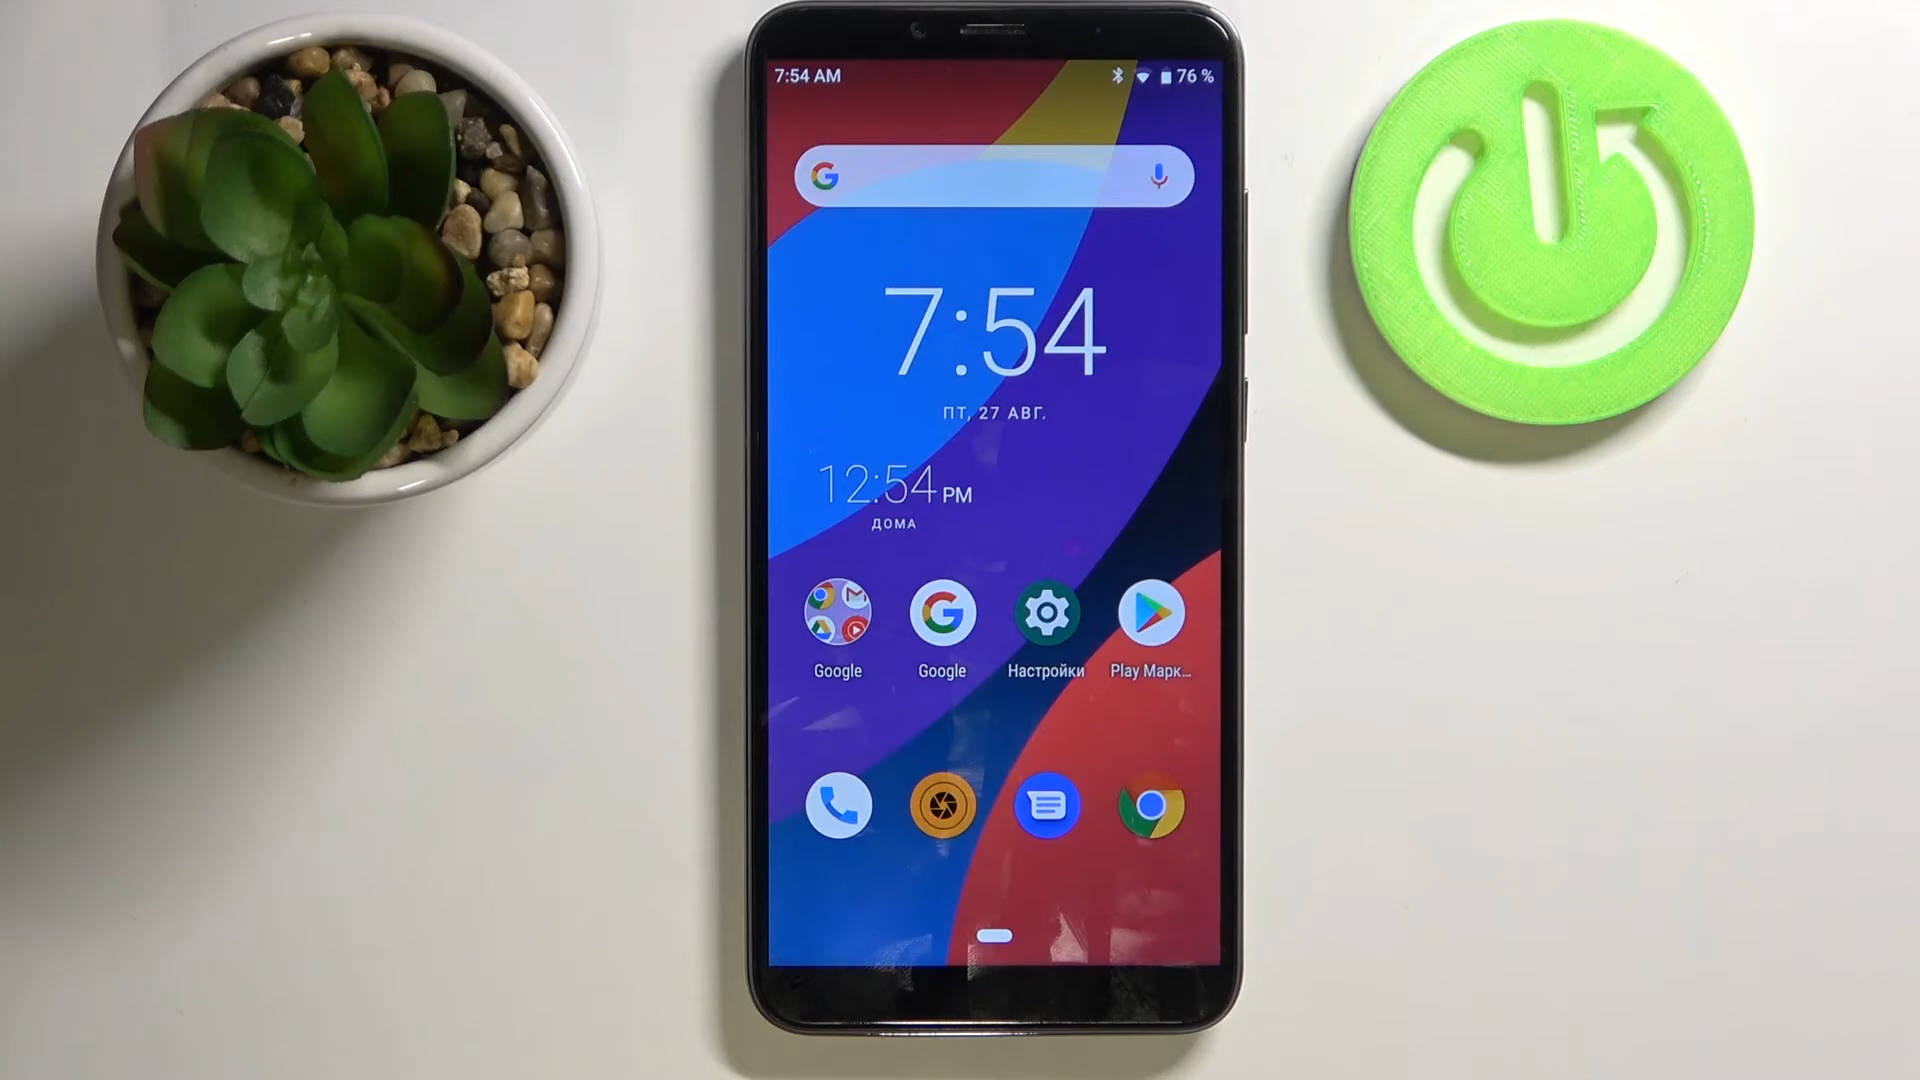 7:54 AM
76 %
7:54
ПТ, 27 АВГ.
12:54 PM
ДОМА
Google
Google
Настройки
Play Марк...